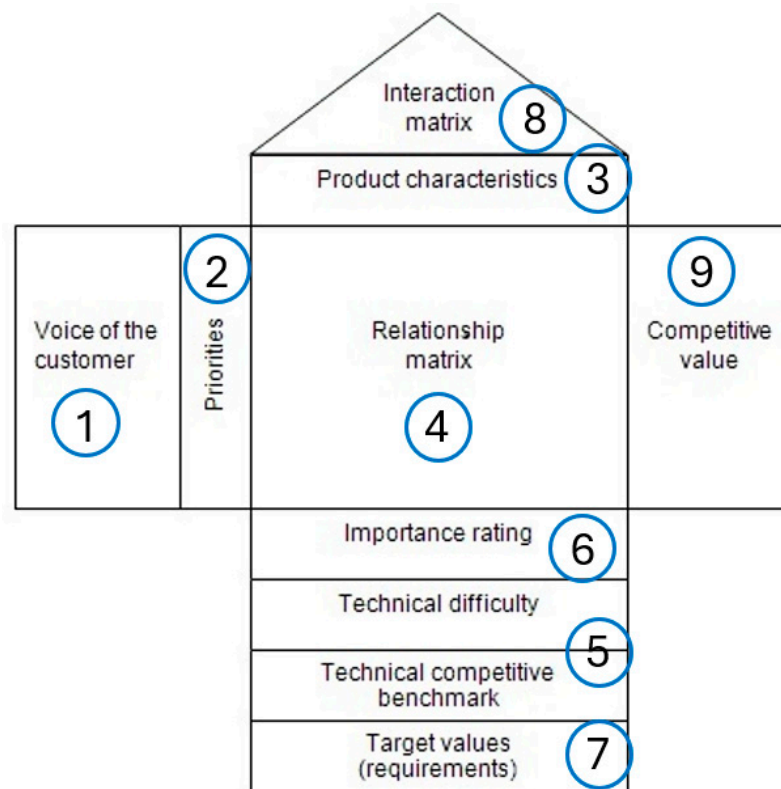 Interaction
matrix
8
Product characteristics
3
Voice of the
customer
1
2
Priorities
Relationship
matrix
4
9
Competitive
value
Importance rating
6
Technical difficulty
5
Technical competitive
benchmark
Target values
(requirements)
7